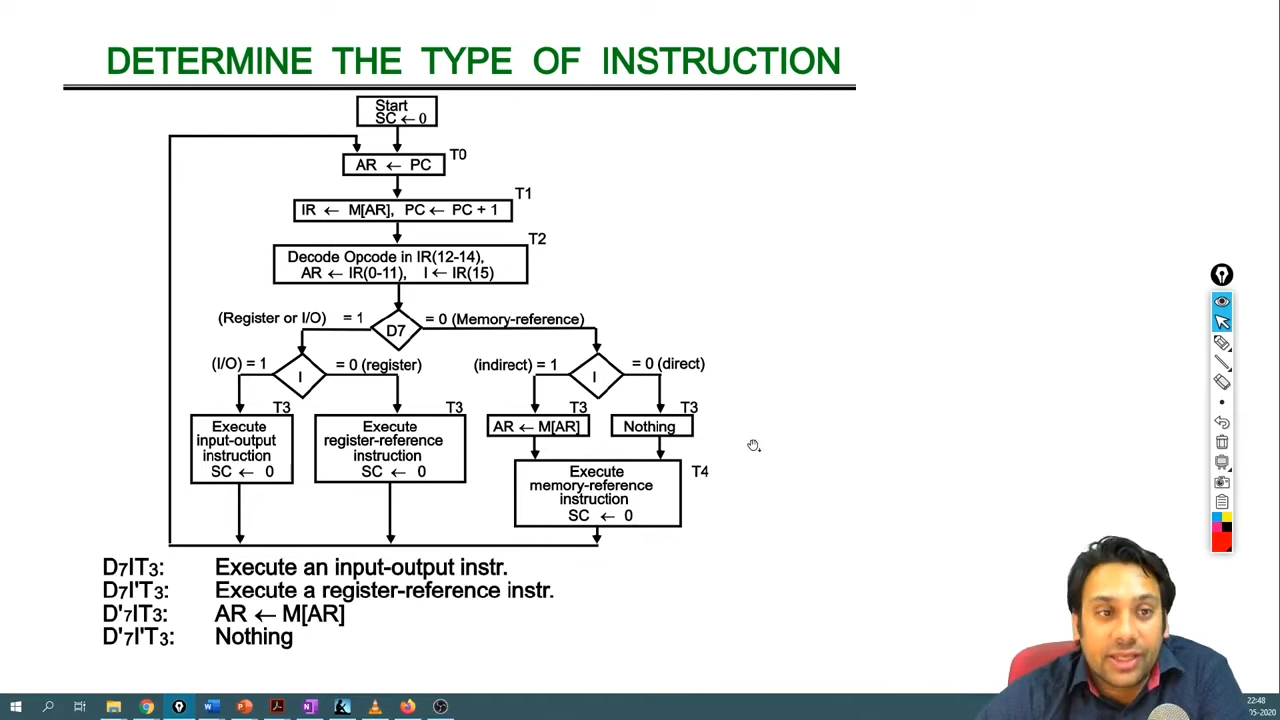 DETERMINE THE TYPE OF INSTRUCTION
Start
SC ← 0
AR ← PC
T0
IR ← M[AR], PC ← PC + 1
T1
Decode Opcode in IR(12-14),
AR ← IR(0-11), I ← IR(15)
T2
(Register or I/O) = 1
D7
= 0 (Memory-reference)
(I/O) = 1
I
= 0 (register)
(indirect) = 1
I
= 0 (direct)
T3
T3
T3
T3
Execute
input-output
instruction
SC ← 0
Execute
register-reference
instruction
SC ← 0
AR ← M[AR]
Nothing
Execute
memory-reference
instruction
SC ← 0
T4
D7IT3: Execute an input-output instr.
D7I'T3: Execute a register-reference instr.
D'7IT3: AR ← M[AR]
D'7I'T3: Nothing
22:48
05-2020